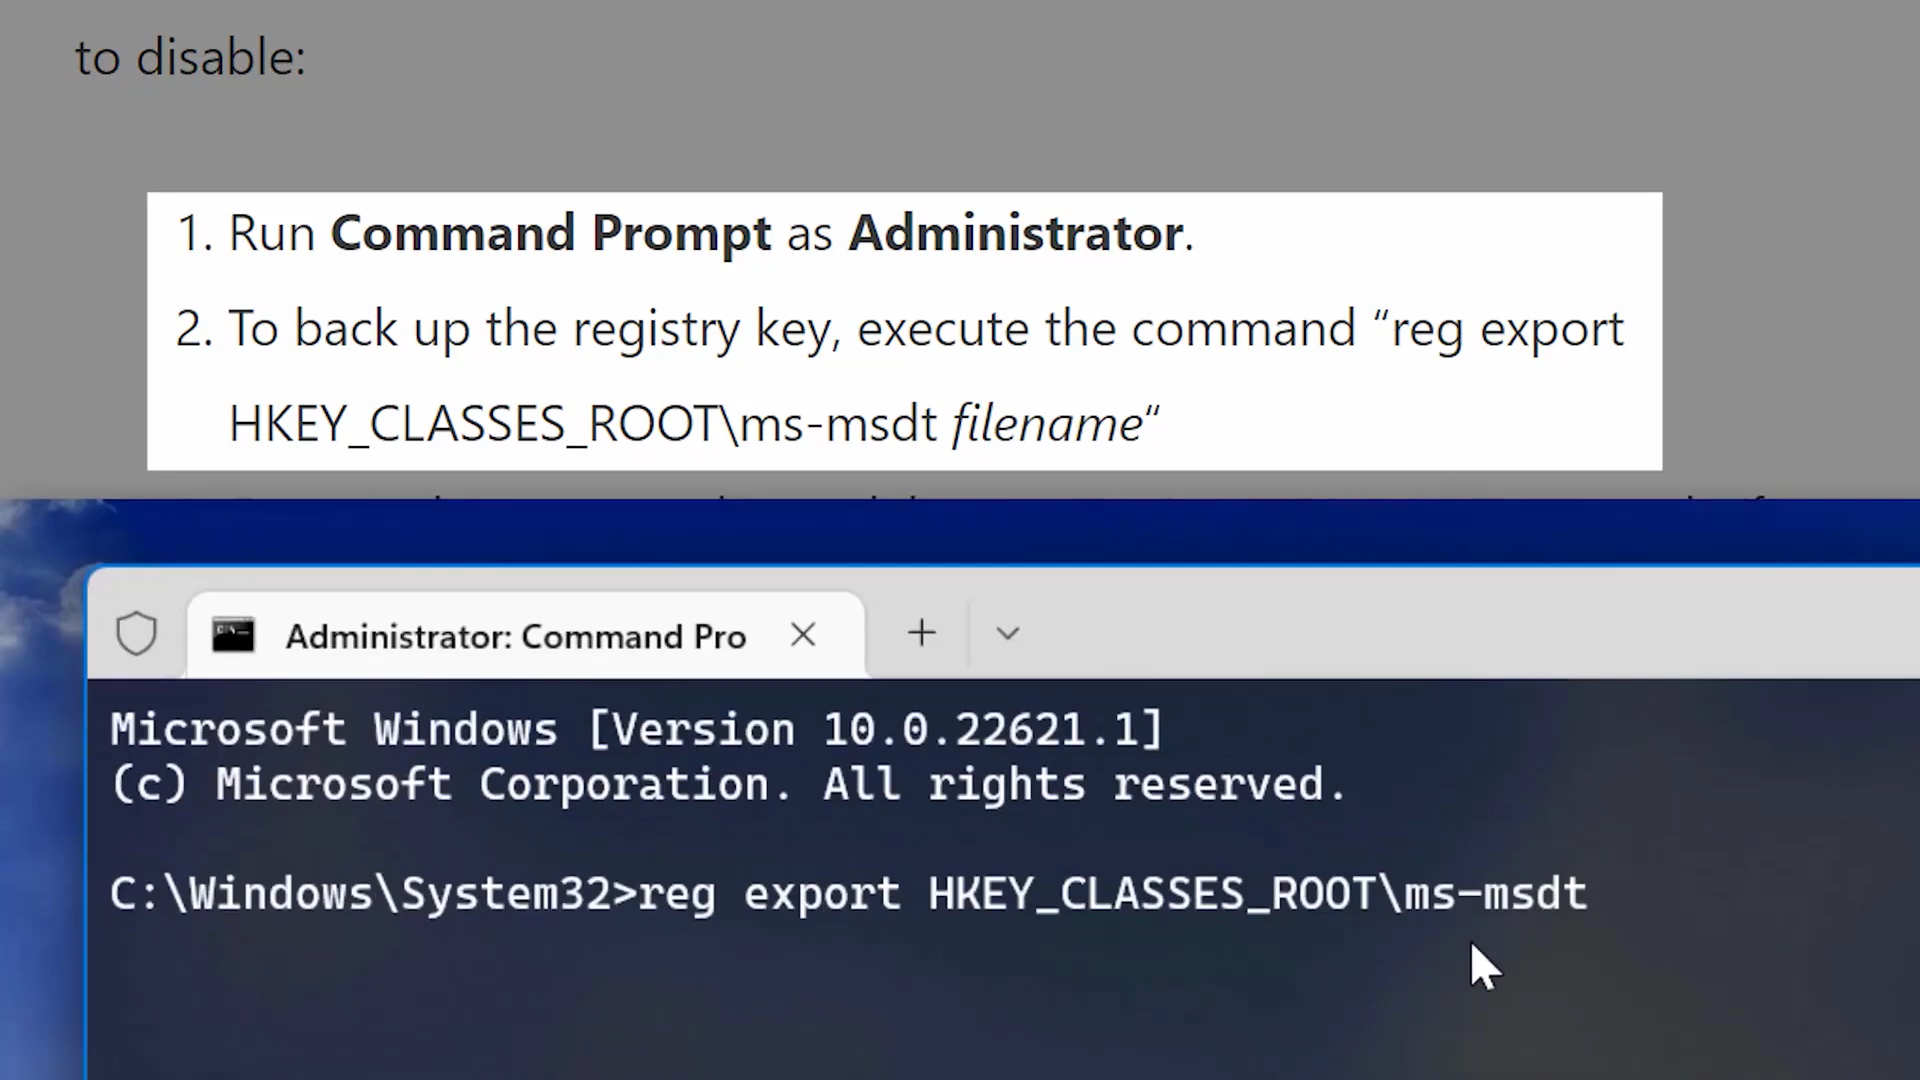 to disable:
1. Run Command Prompt as Administrator.
2. To back up the registry key, execute the command “reg export
HKEY_CLASSES_ROOT\ms-msdt filename“
Administrator: Command Pro
Microsoft Windows [Version 10.0.22621.1]
(c) Microsoft Corporation. All rights reserved.
C:\Windows\System32>reg export HKEY_CLASSES_ROOT\ms-msdt